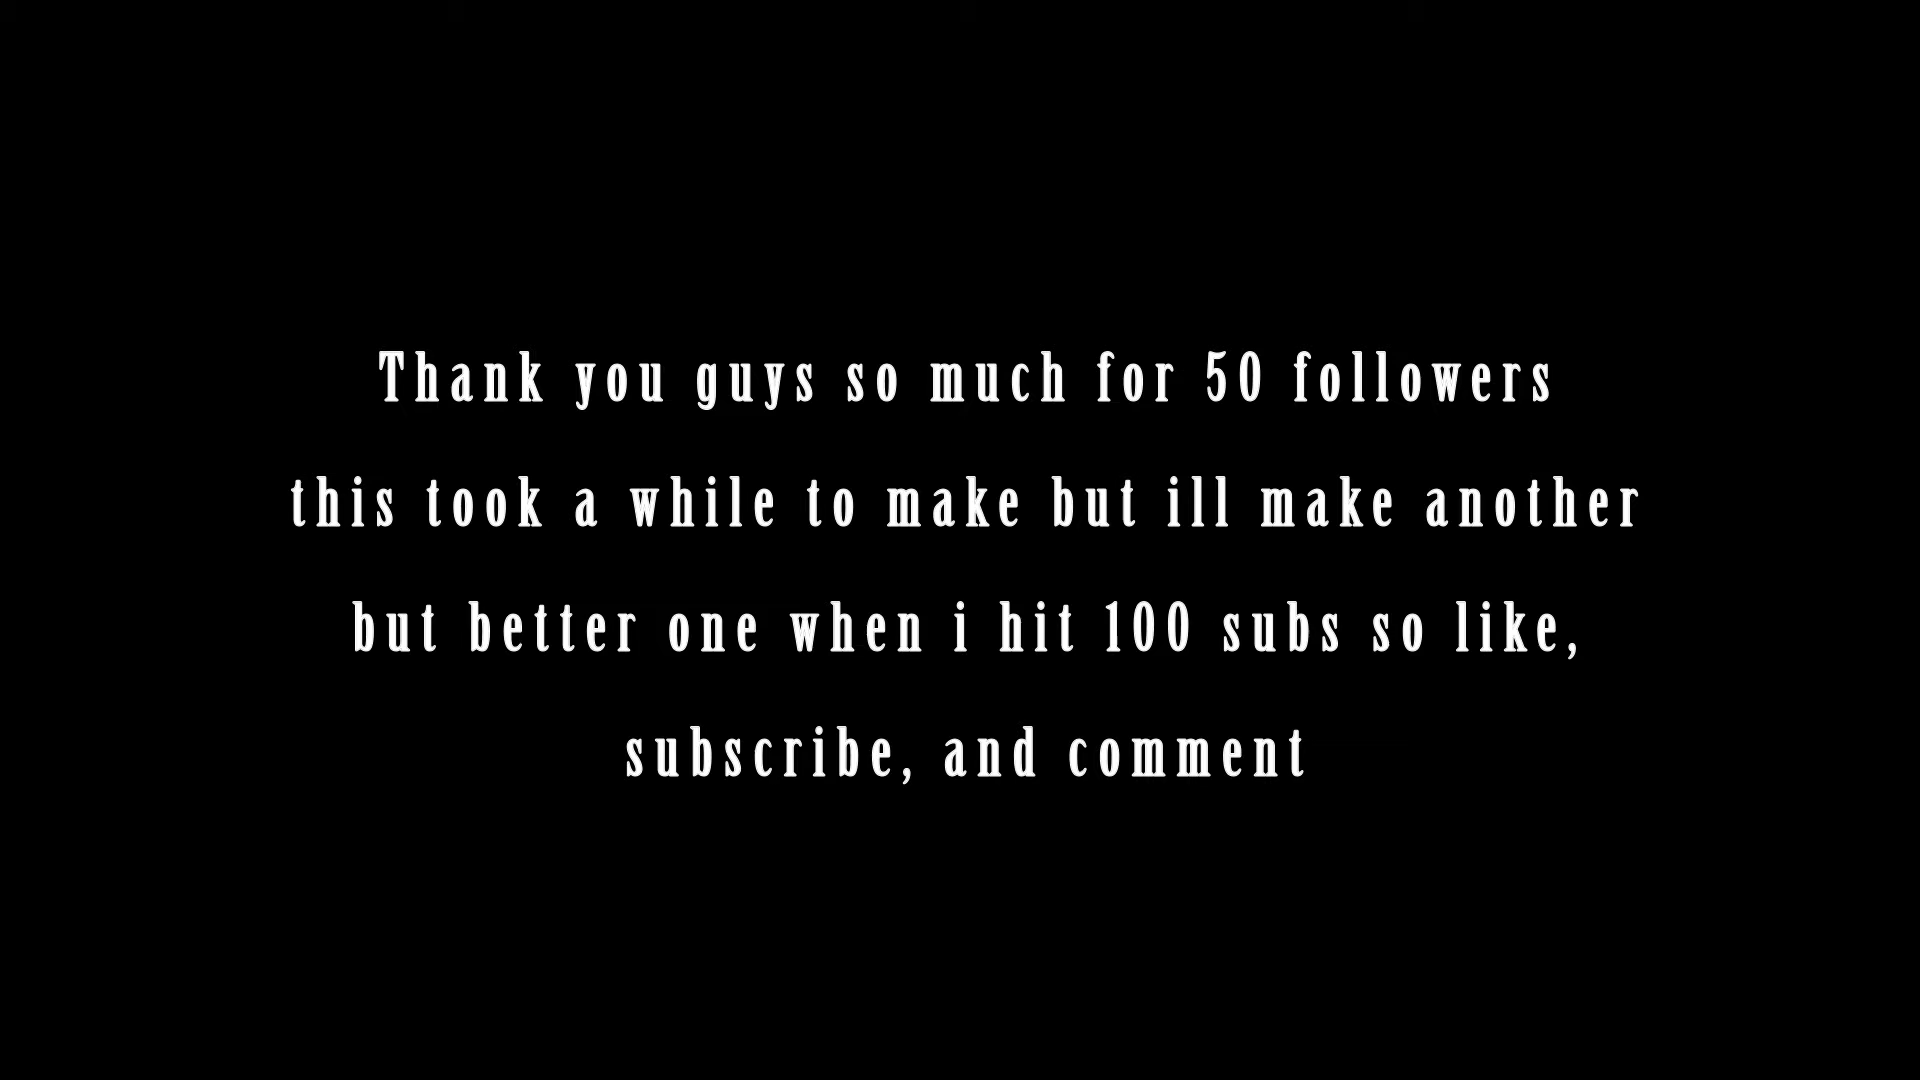 Thank you guys so much for 50 followers
this took a while to make but ill make another
but better one when i hit 100 subs so like,
subscribe, and comment